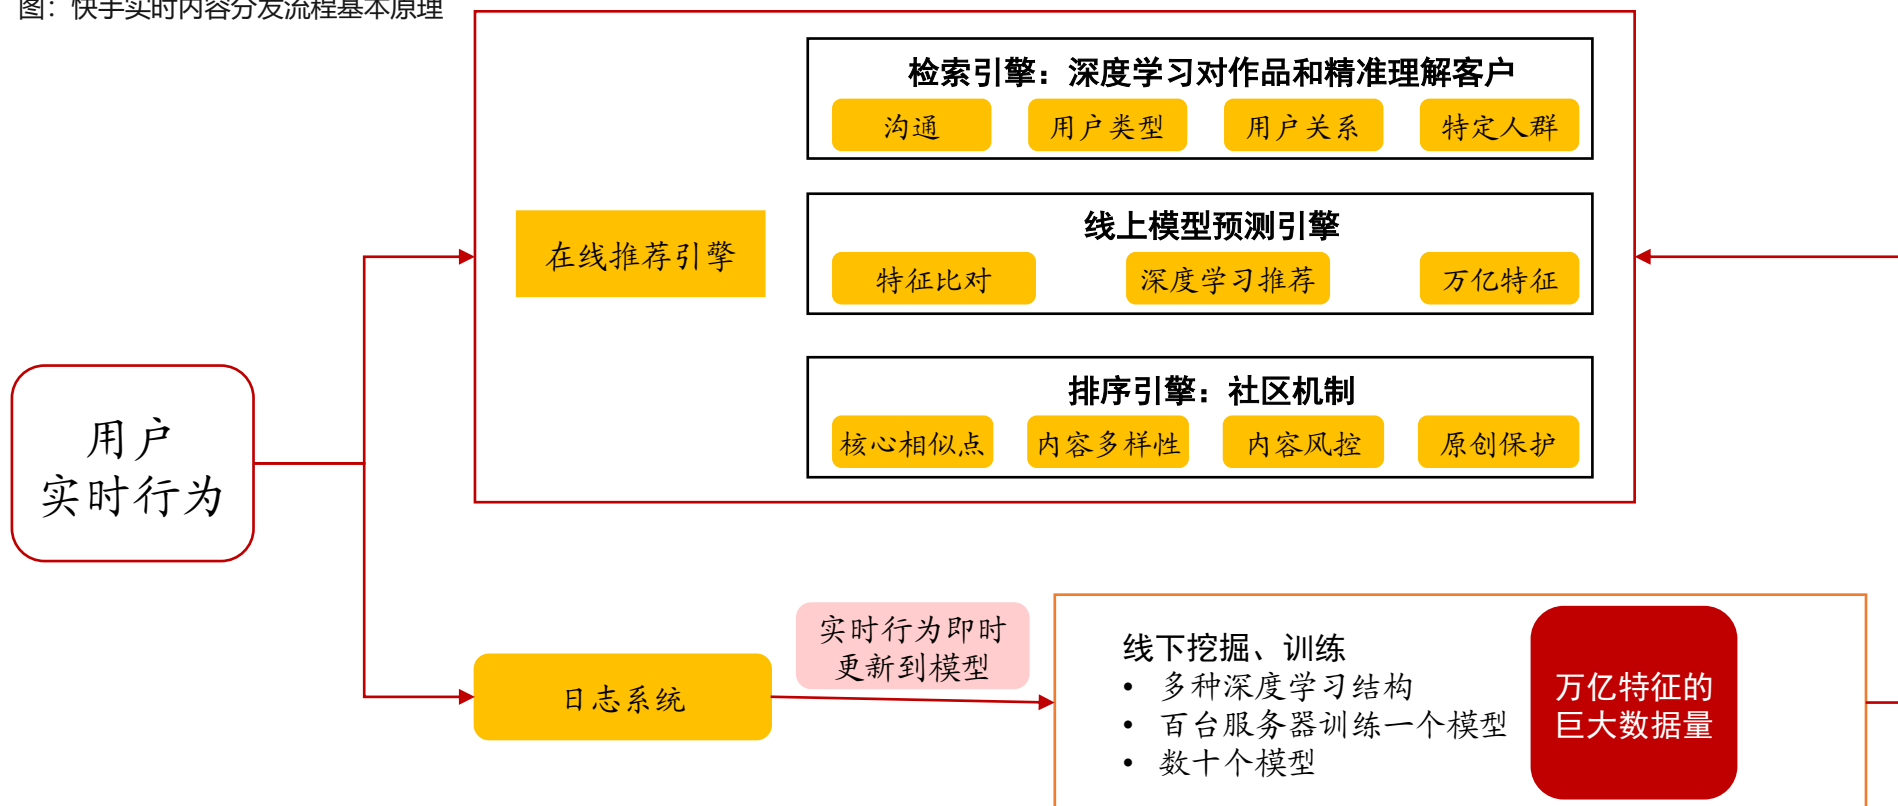 图：快手实时内容分发流程基本原理
检索引擎：深度学习对作品和精准理解客户
沟通
用户类型
用户关系
特定人群
在线推荐引擎
线上模型预测引擎
特征比对
深度学习推荐
万亿特征
排序引擎：社区机制
核心相似点
内容多样性
内容风控
原创保护
用户
实时行为
日志系统
实时行为即时
更新到模型
线下挖掘、训练
• 多种深度学习结构
• 百台服务器训练一个模型
• 数十个模型
万亿特征的
巨大数据量